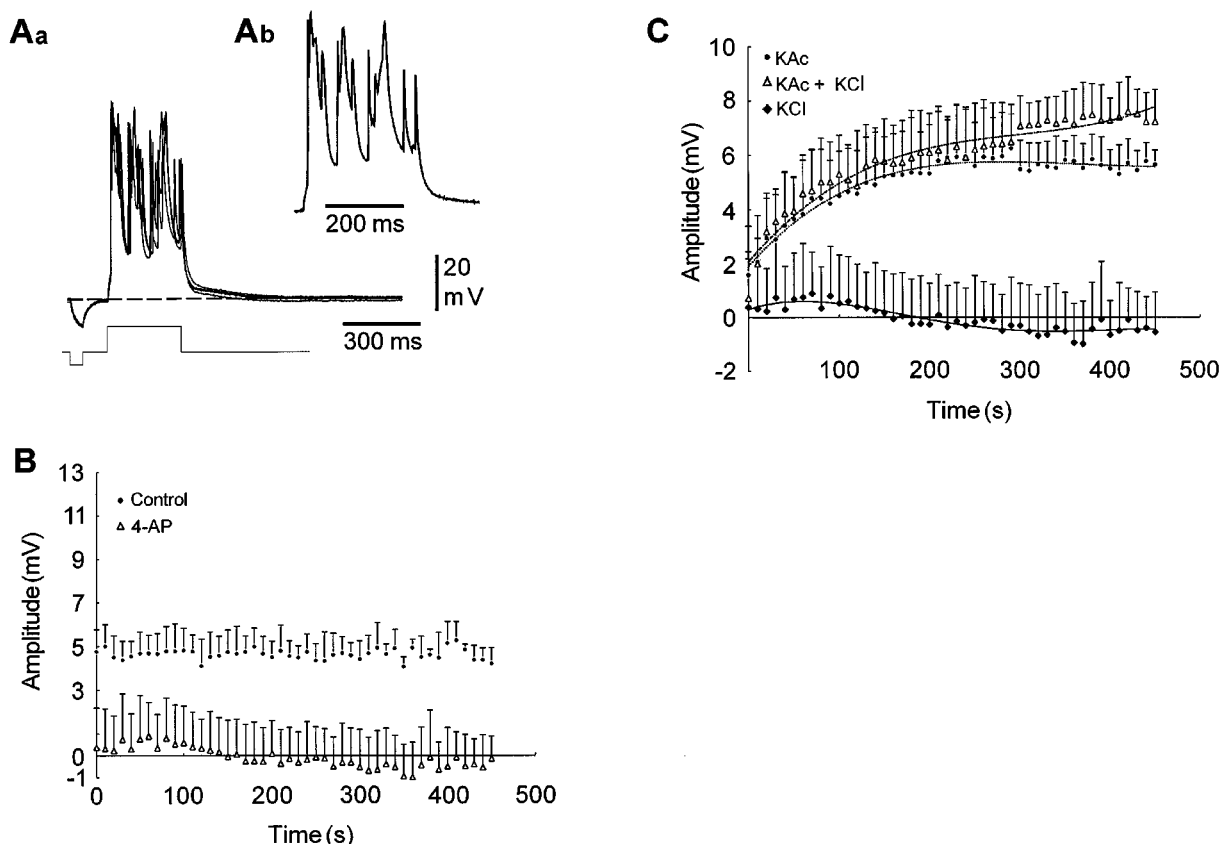 Aa
Ab
200 ms
20
mV
300 ms
B
Amplitude (mV)
13
11
9
7
5
3
0
-1
Control
4-AP
0
100
200
300
400
500
Time (s)
C
Amplitude (mV)
10
8
6
4
2
0
-2
KAc
KAc + KCl
KCl
100
200
300
400
500
Time (s)